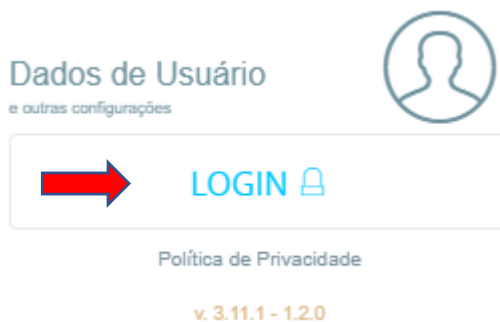 Dados de Usuário
e outras configurações
LOGIN
Política de Privacidade
v. 3.11.1 - 1.2.0